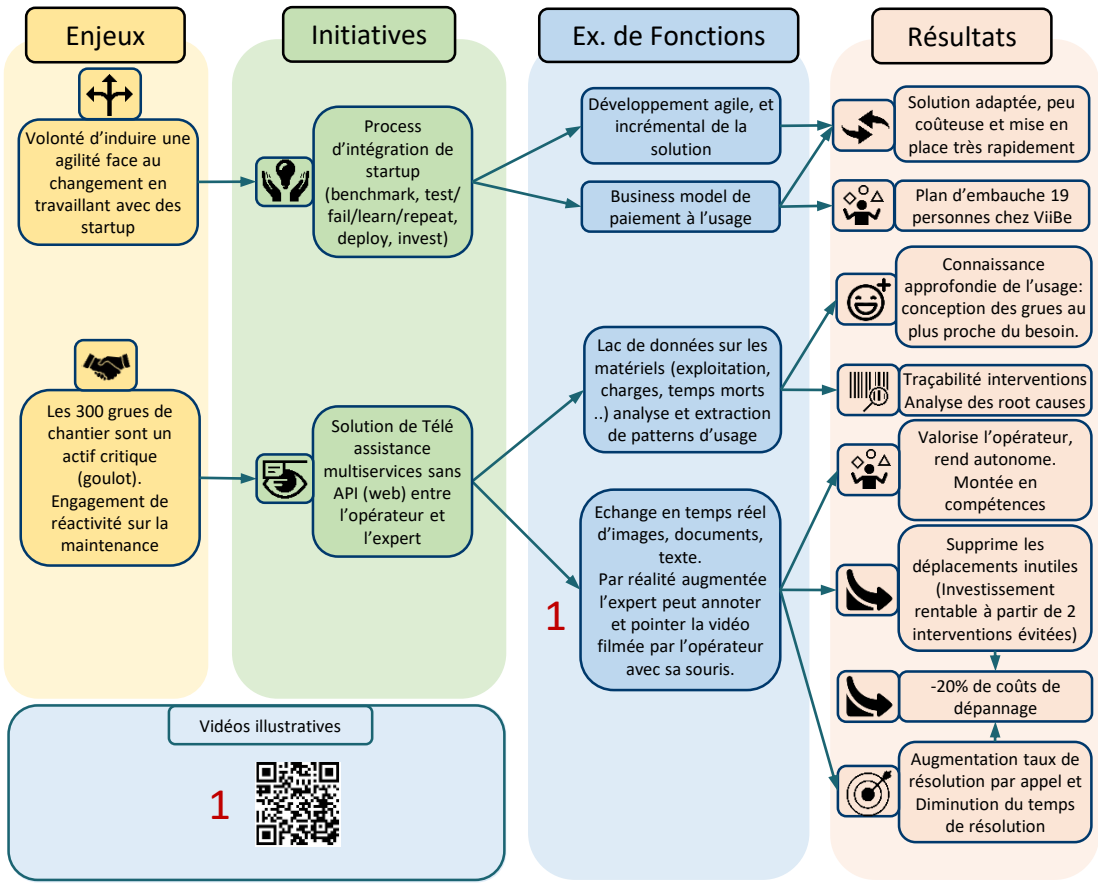 Enjeux
Initiatives
Ex. de Fonctions
Résultats
Volonté d'induire une
agilité face au
changement en
travaillant avec des
startup
Process
d'intégration de
startup
(benchmark, test/
fail/learn/repeat,
deploy, invest)
Développement agile, et
incrémental de la
solution
Business model de
paiement à l'usage
Solution adaptée, peu
coûteuse et mise en
place très rapidement
Plan d'embauche 19
personnes chez ViiBe
Les 300 grues de
chantier sont un
actif critique
(goulot).
Engagement de
réactivité sur la
maintenance
Solution de Télé
assistance
multiservices sans
API (web) entre
l'opérateur et
l'expert
Lac de données sur les
matériels (exploitation,
charges, temps morts
..) analyse et extraction
de patterns d'usage
1
Echange en temps réel
d'images, documents,
texte.
Par réalité augmentée
l'expert peut annoter
et pointer la vidéo
filmée par l'opérateur
avec sa souris.
Connaissance
approfondie de l'usage:
conception des grues au
plus proche du besoin.
Traçabilité interventions
Analyse des root causes
Valorise l'opérateur,
rend autonome.
Montée en
compétences
Supprime les
déplacements inutiles
(Investissement
rentable à partir de 2
interventions évitées)
-20% de coûts de
dépannage
Augmentation taux de
résolution par appel et
Diminution du temps
de résolution
Vidéos illustratives
1